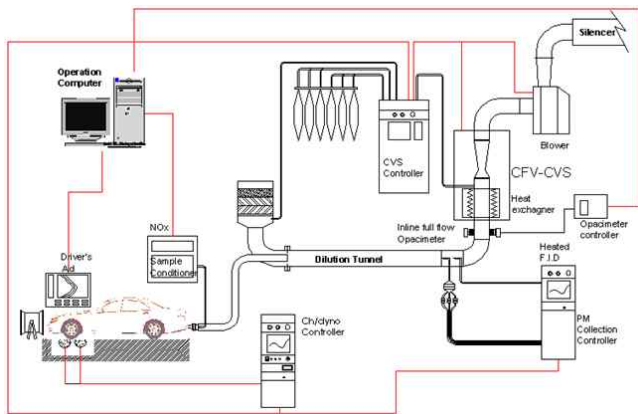 Silencer
Operation
Computer
Blower
CVS
Controller
CFV-CVS
Heat
exchagner
Opacimeter
controller
Inline full flow
Opacimeter
NOx
Sample
Conditioner
Driver's
Aid
Dilution Tunnel
Heated
F.I.D
Ch/dyno
Controller
PM
Collection
Controller